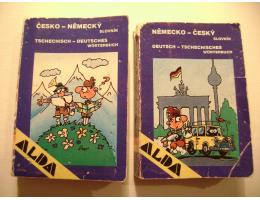 ČESKO - NĚMECKÝ
SLOVNÍK
TSCHECHISCH - DEUTSCHES
WÖRTERBUCH
ALDA
NĚMECKO - ČESKÝ
SLOVNÍK
DEUTSCH - TSCHECHISCHES
WÖRTERBUCH
ALDA